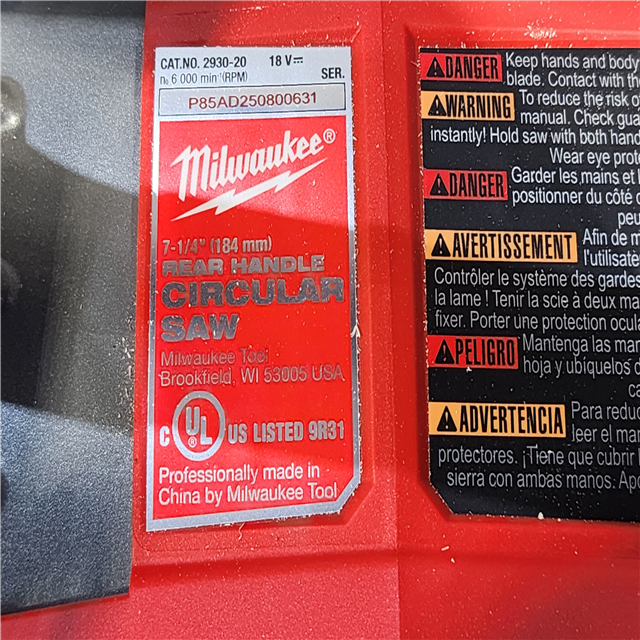 CAT.NO. 2930-20 18 V⎓
n₀ 6 000 min⁻¹(RPM) SER.
P85AD250800631
Milwaukee®
7-1/4" (184 mm)
REAR HANDLE
CIRCULAR
SAW
Milwaukee Tool
Brookfield, WI 53005 USA
C UL® US LISTED 9R31
Professionally made in
China by Milwaukee Tool
DANGER Keep hands and body
blade. Contact with th
WARNING To reduce the risk o
manual. Check gua
instantly! Hold saw with both hand
Wear eye prote
DANGER Garder les mains et l
positionner du côté d
peu
AVERTISSEMENT Afin de m
l'utilisate
Contrôler le système des gardes
la lame ! Tenir la scie à deux ma
fixer. Porter une protection ocula
PELIGRO Mantenga las man
hoja y ubíquelos c
ca
ADVERTENCIA Para reduc
leer el man
protectores. ¡Tiene que cubrir l
sierra con ambas manos. Apo